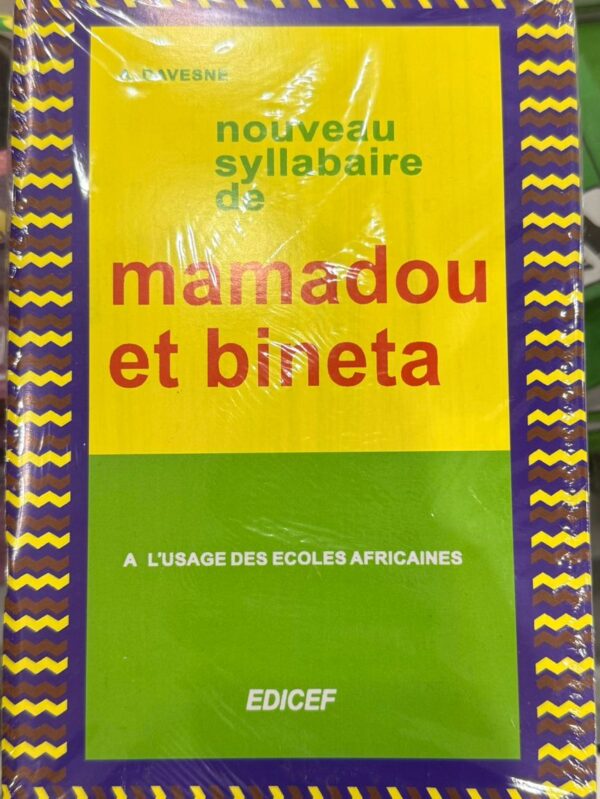 A. DAVESNE
nouveau
syllabaire
de
mamadou
et bineta
A L'USAGE DES ECOLES AFRICAINES
EDICEF